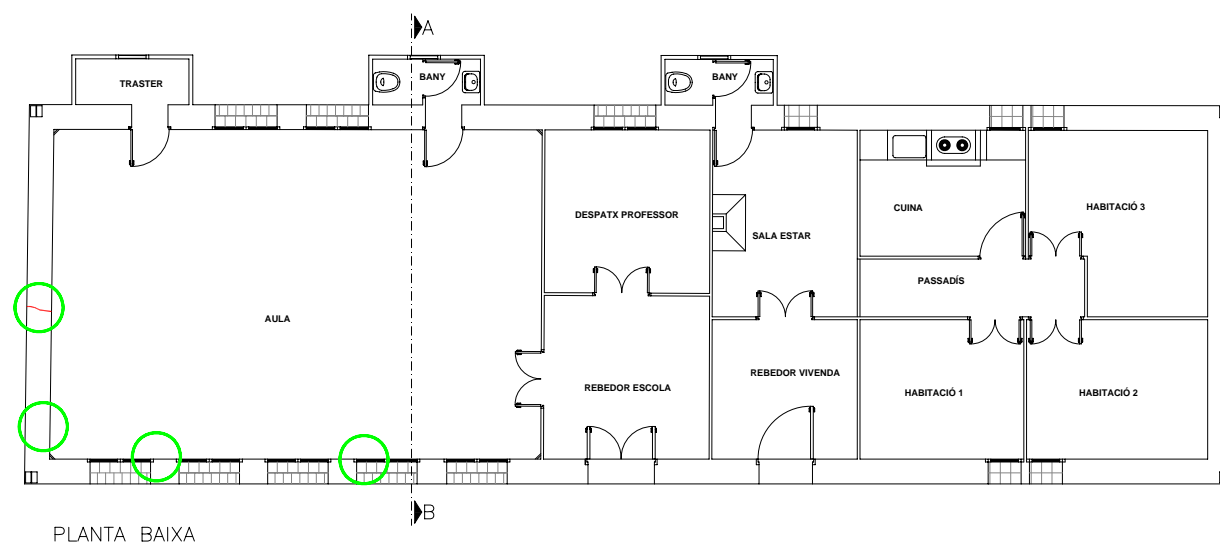 A
TRASTER
BANY
BANY
DESPATX PROFESSOR
SALA ESTAR
CUINA
HABITACIÓ 3
PASSADÍS
AULA
REBEDOR ESCOLA
REBEDOR VIVENDA
HABITACIÓ 1
HABITACIÓ 2
B
PLANTA BAIXA